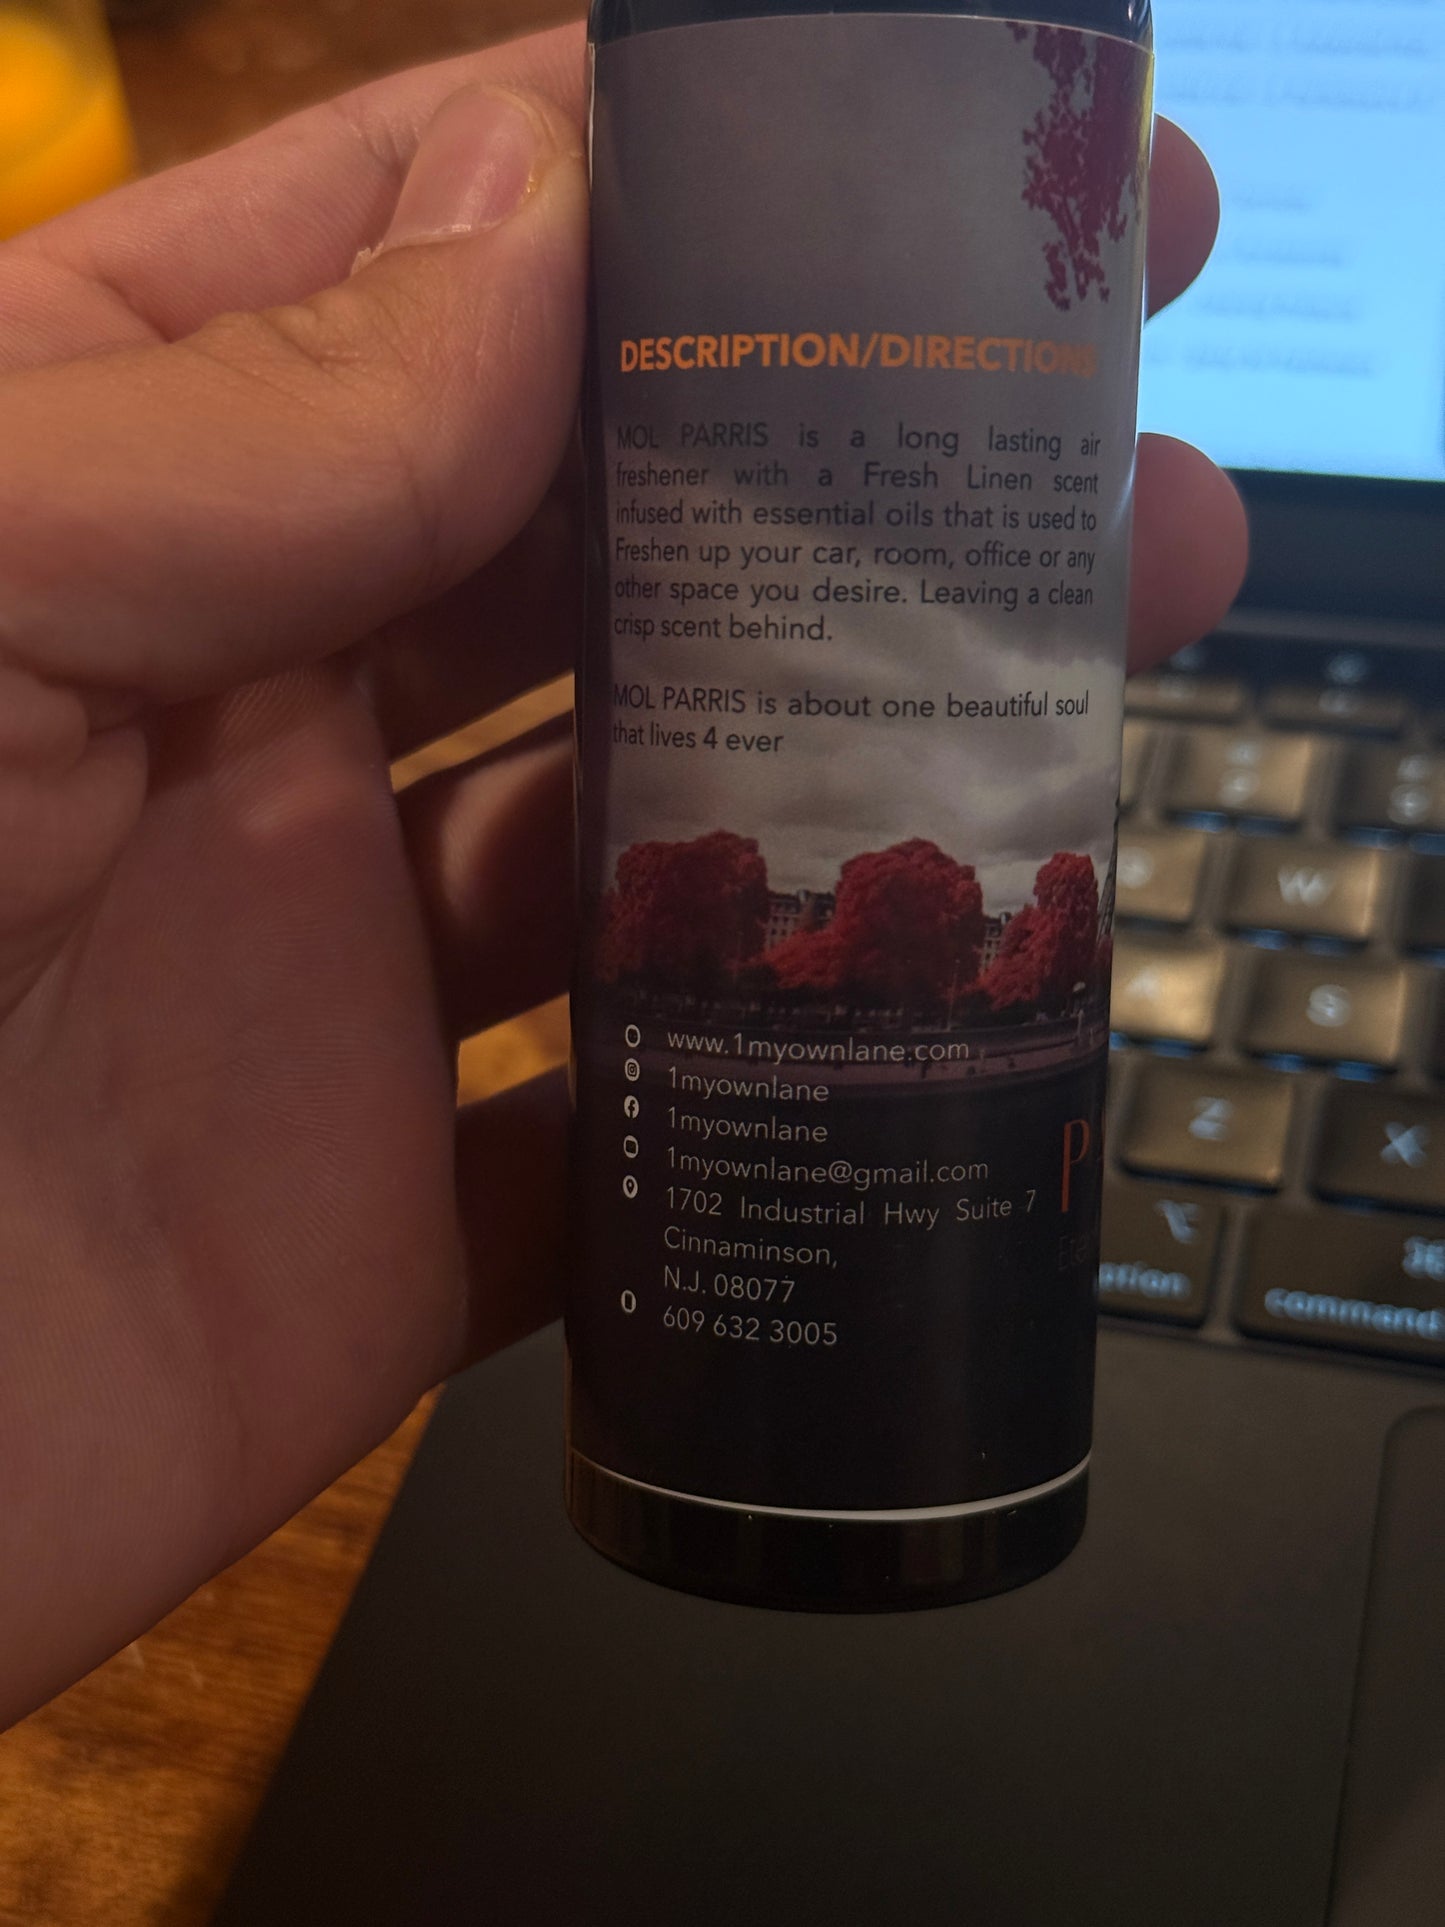 DESCRIPTION/DIRECTIONS
MOL PARRIS is a long lasting air
freshener with a Fresh Linen scent
infused with essential oils that is used to
Freshen up your car, room, office or any
other space you desire. Leaving a clean
crisp scent behind.
MOL PARRIS is about one beautiful soul
that lives 4 ever
www.1myownlane.com
1myownlane
1myownlane
1myownlane@gmail.com
1702 Industrial Hwy Suite 7
Cinnaminson,
N.J. 08077
609 632 3005
P
W
A
S
Z
X
option
command